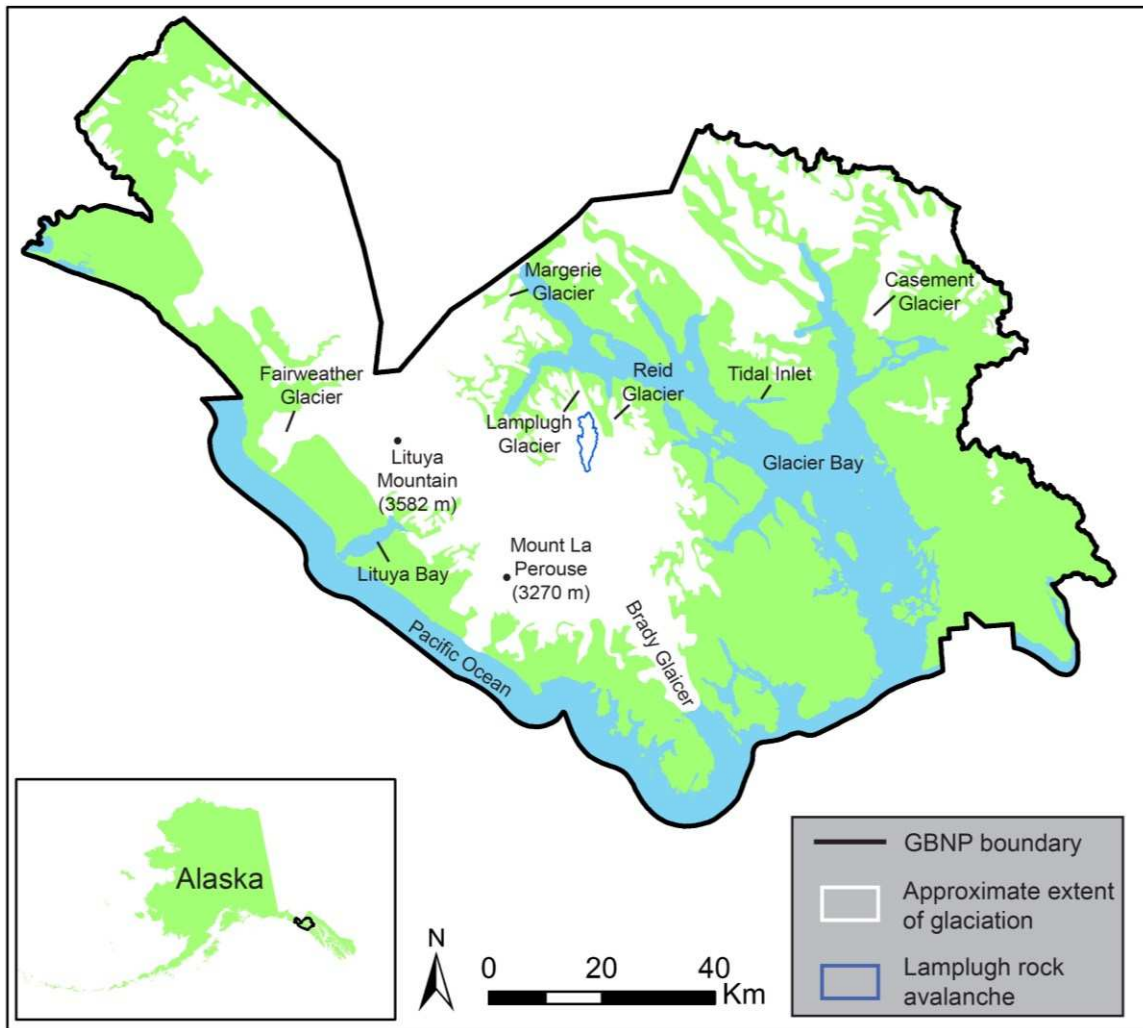 Margerie
Glacier
Casement
Glacier
Fairweather
Glacier
Reid
Glacier
Tidal Inlet
Lamplugh
Glacier
Lituya
Mountain
(3582 m)
Glacier Bay
Lituya Bay
Mount La
Perouse
(3270 m)
Brady Glaicer
Pacific Ocean
Alaska
N
0 20 40
Km
GBNP boundary
Approximate extent
of glaciation
Lamplugh rock
avalanche